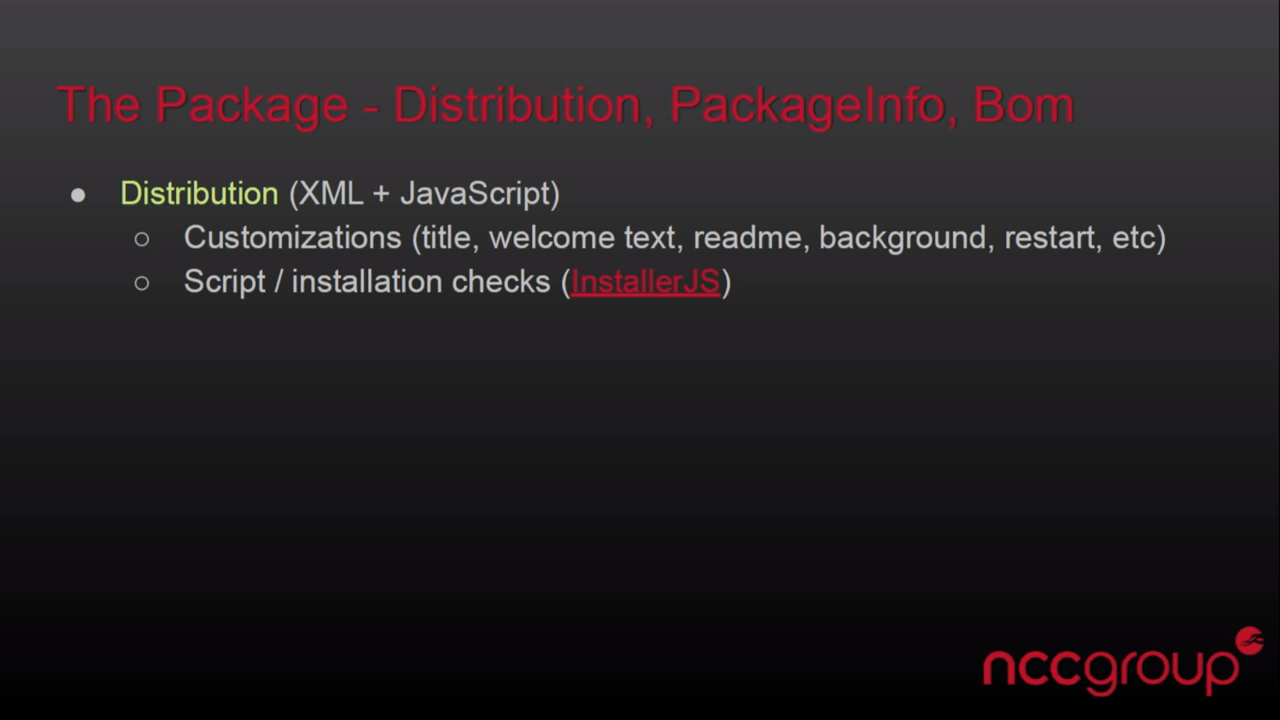 The Package - Distribution, PackageInfo, Bom
● Distribution (XML + JavaScript)
○ Customizations (title, welcome text, readme, background, restart, etc)
○ Script / installation checks (InstallerJS)
nccgroup